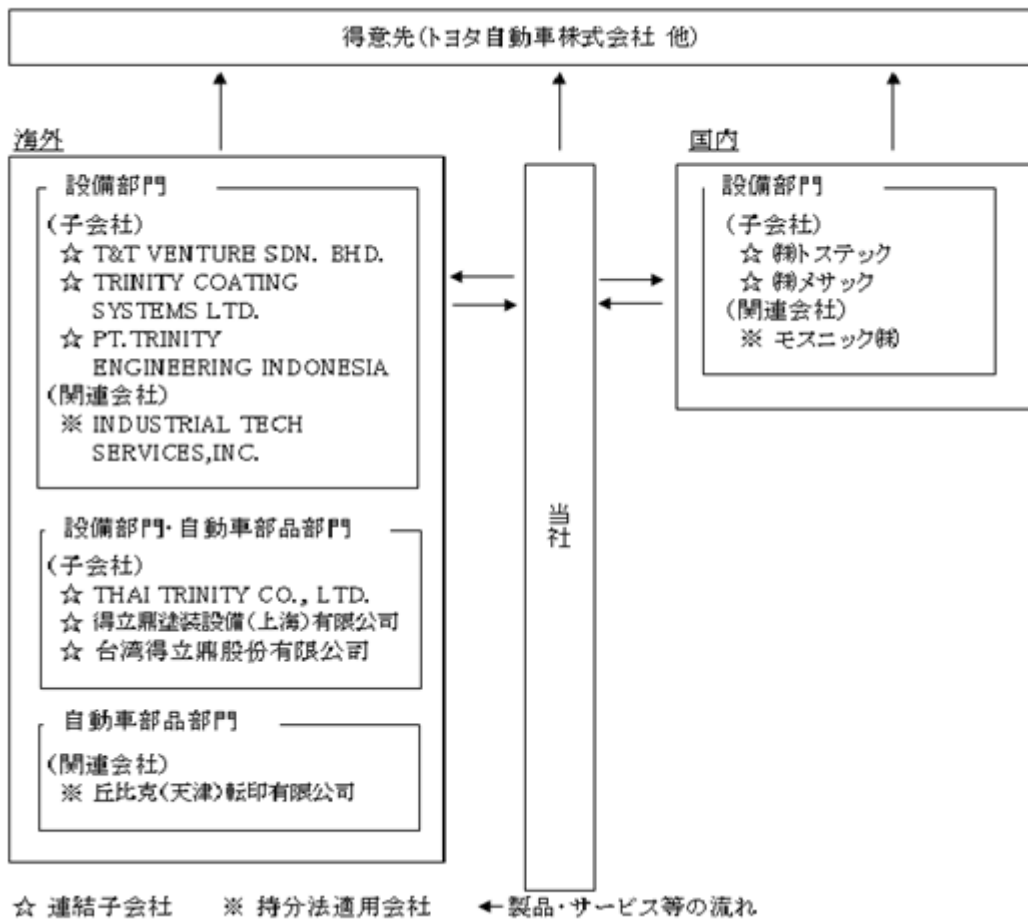 得意先(トヨタ自動車株式会社 他)
海外
設備部門
(子会社)
☆ T&T VENTURE SDN. BHD.
☆ TRINITY COATING
SYSTEMS LTD.
☆ PT.TRINITY
ENGINEERING INDONESIA
(関連会社)
※ INDUSTRIAL TECH
SERVICES,INC.
設備部門・自動車部品部門
(子会社)
☆ THAI TRINITY CO., LTD.
☆ 得立鼎塗装設備(上海)有限公司
☆ 台湾得立鼎股份有限公司
自動車部品部門
(関連会社)
※ 丘比克(天津)転印有限公司
当社
国内
設備部門
(子会社)
☆ ㈱トステック
☆ ㈱メサック
(関連会社)
※ モスニック㈱
☆ 連結子会社 ※ 持分法適用会社 ←製品・サービス等の流れ